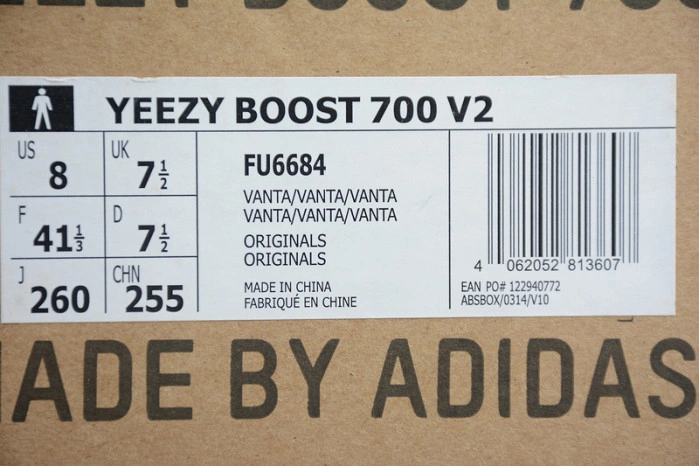 YEEZY BOOST 700 V2
US 8
UK 7½
F 41⅓
D 7½
J 260
CHN 255
FU6684
VANTA/VANTA/VANTA
VANTA/VANTA/VANTA
ORIGINALS
ORIGINALS
MADE IN CHINA
FABRIQUÉ EN CHINE
4 062052 813607
EAN PO# 122940772
ABSBOX/0314/V10
MADE BY ADIDAS